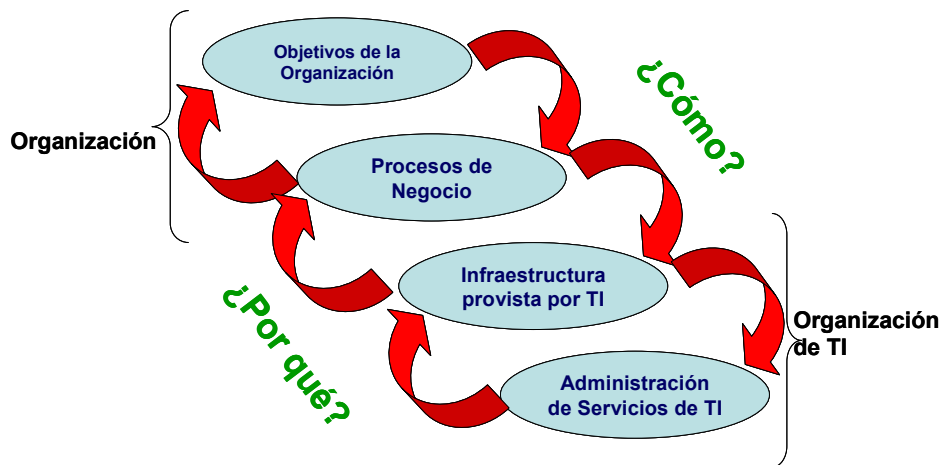 Objetivos de la
Organización
¿Cómo?
Organización
Procesos de
Negocio
Infraestructura
provista por TI
¿Por qué?
Organización
de TI
Administración
de Servicios de TI